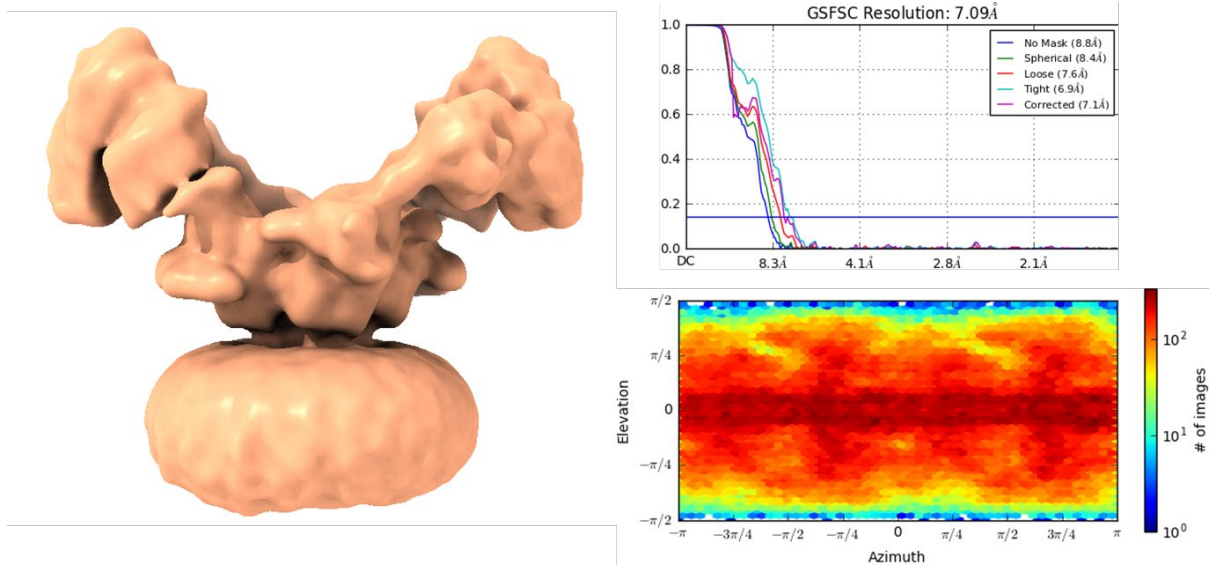 GSFSC Resolution: 7.09Å
1.0
0.8
0.6
0.4
0.2
0.0
DC
8.3Å
4.1Å
2.8Å
2.1Å
No Mask (8.8Å)
Spherical (8.4Å)
Loose (7.6Å)
Tight (6.9Å)
Corrected (7.1Å)
Elevation
π/2
π/4
0
−π/4
−π/2
−π
−3π/4
−π/2
−π/4
0
π/4
π/2
3π/4
π
Azimuth
10²
10¹
10⁰
# of images